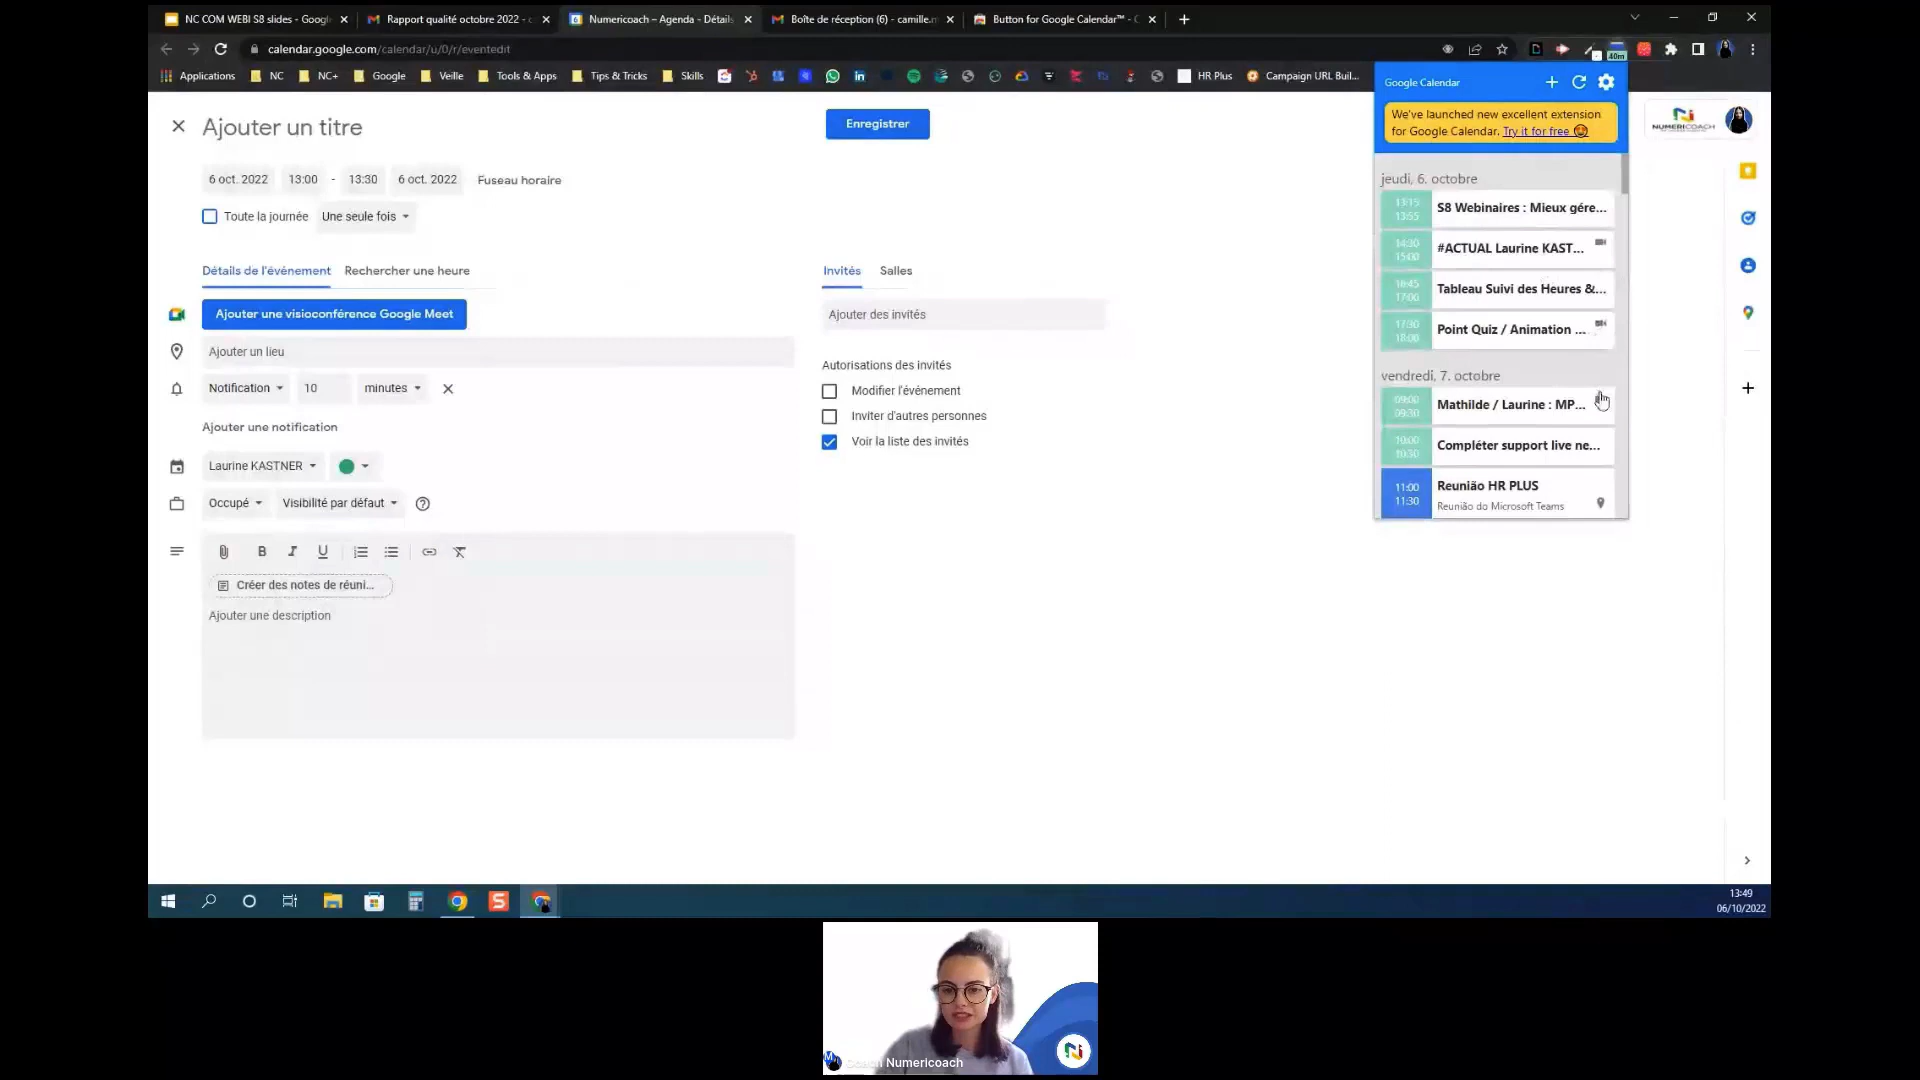 NC COM WEBI S8 slides - Googl
Rapport qualité octobre 2022 -
Numericoach – Agenda - Détails
Boîte de réception (6) - camille.m
Button for Google Calendar™ -
calendar.google.com/calendar/u/0/r/eventedit
40m
Applications
NC
NC+
Google
Veille
Tools & Apps
Tips & Tricks
Skills
HR Plus
Campaign URL Buil...
Ajouter un titre
Enregistrer
6 oct. 2022
13:00
-
13:30
6 oct. 2022
Fuseau horaire
Toute la journée
Une seule fois
Détails de l'événement
Rechercher une heure
Ajouter une visioconférence Google Meet
Ajouter un lieu
Notification
10
minutes
Ajouter une notification
Laurine KASTNER
Occupé
Visibilité par défaut
Créer des notes de réuni...
Ajouter une description
Invités
Salles
Ajouter des invités
Autorisations des invités
Modifier l'événement
Inviter d'autres personnes
Voir la liste des invités
Google Calendar
We've launched new excellent extension
for Google Calendar. Try it for free
jeudi, 6. octobre
13:15
13:55
S8 Webinaires : Mieux gére...
14:30
15:00
#ACTUAL Laurine KAST...
16:45
17:00
Tableau Suivi des Heures &...
17:30
18:00
Point Quiz / Animation ...
vendredi, 7. octobre
09:00
09:30
Mathilde / Laurine : MP...
10:00
10:30
Compléter support live ne...
11:00
11:30
Reunião HR PLUS
Reunião do Microsoft Teams
NUMERICOACH
13:49
06/10/2022
Numericoach